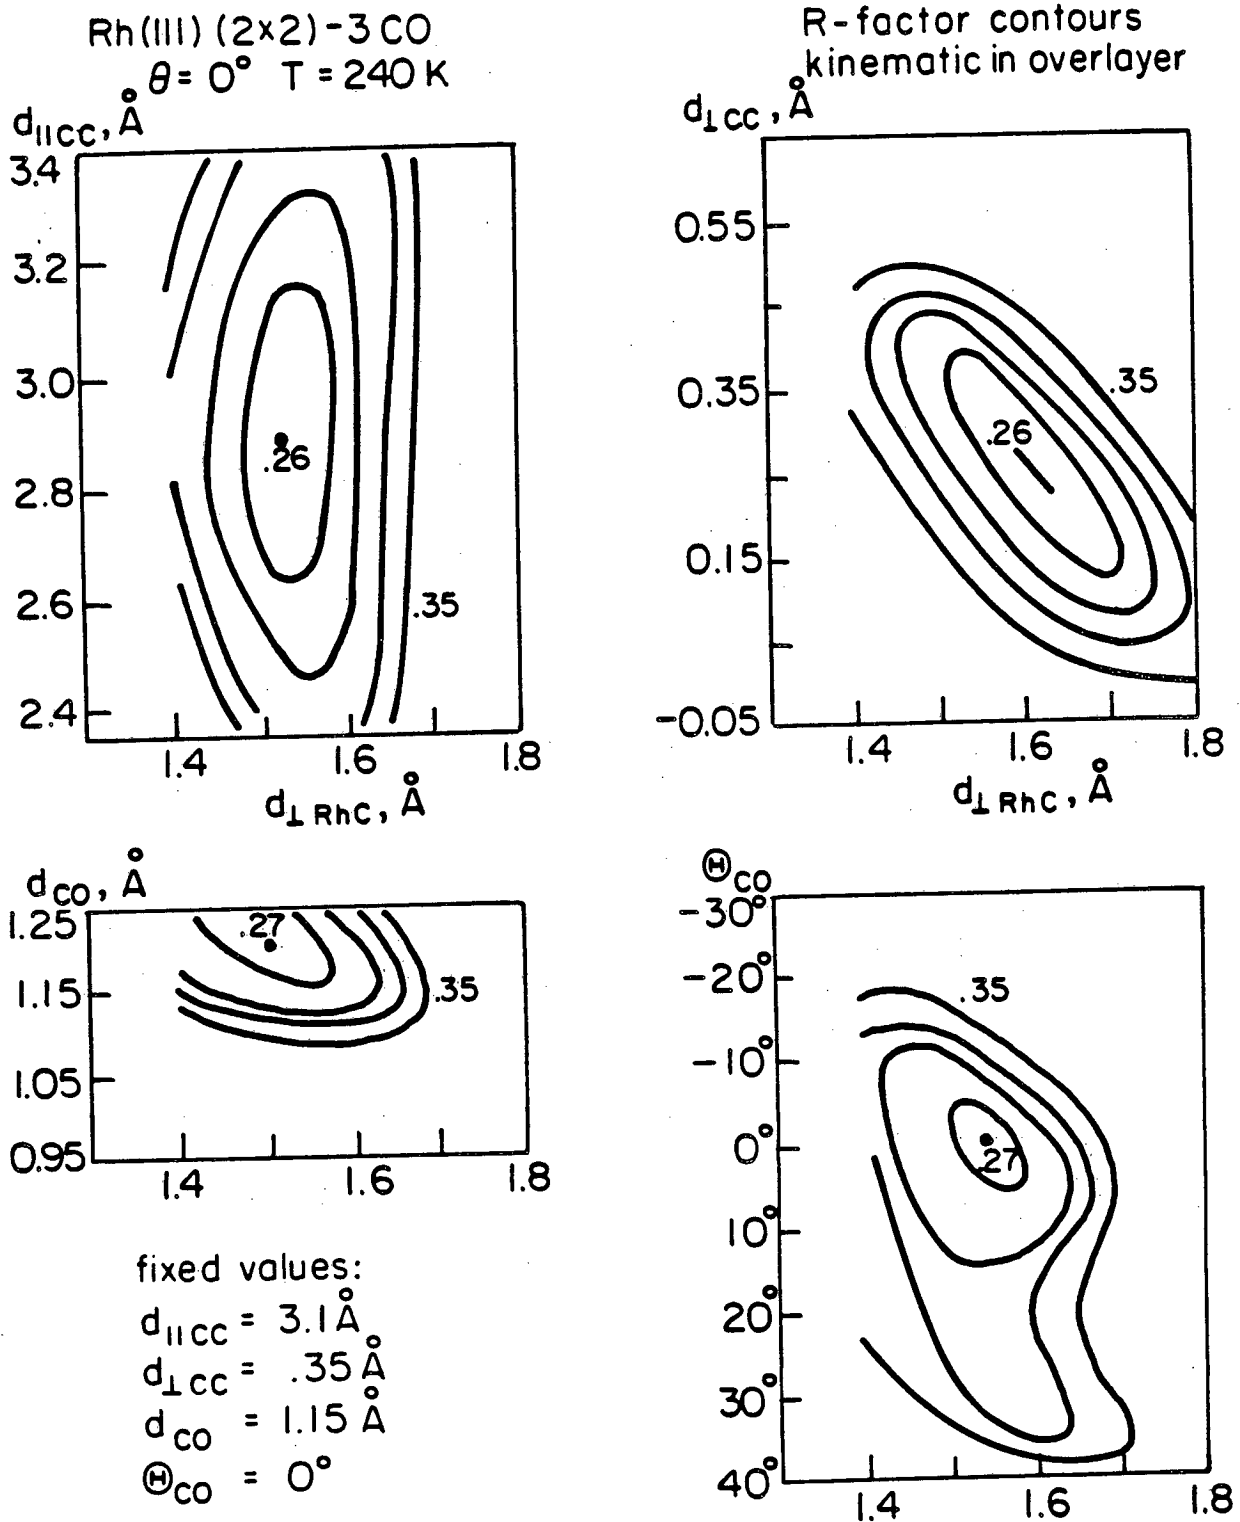 Rh(111) (2×2)-3CO
θ=0° T=240K
R-factor contours
kinematic in overlayer
d∥CC, Å
3.4
3.2
3.0
2.8
2.6
2.4
.26
.35
1.4 1.6 1.8
d⊥RhC, Å
d⊥CC, Å
0.55
0.35
0.15
-0.05
.35
.26
1.4 1.6 1.8
d⊥RhC, Å
dCO, Å
1.25
1.15
1.05
0.95
.27
.35
1.4 1.6 1.8
ΘCO
-30°
-20°
-10°
0°
10°
20°
30°
40°
.35
.27
1.4 1.6 1.8
fixed values:
d∥CC = 3.1Å
d⊥CC = .35 Å
dCO = 1.15 Å
ΘCO = 0°